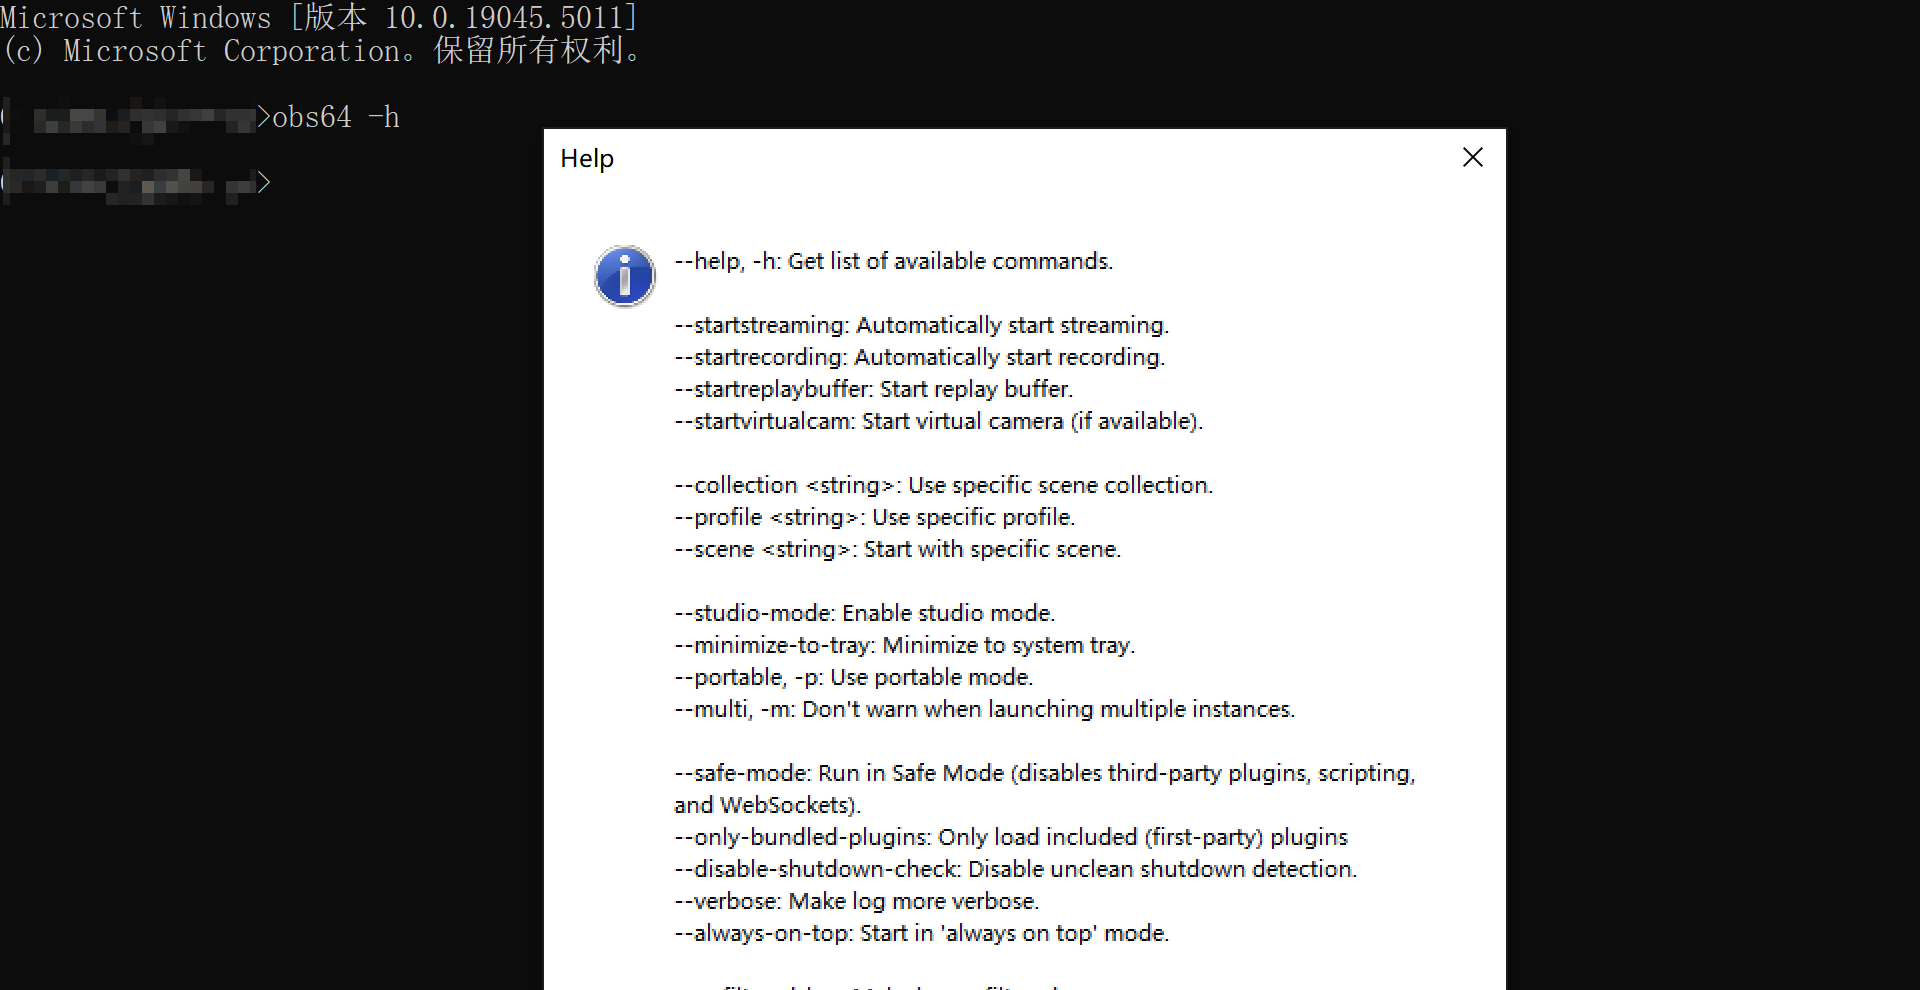 Microsoft Windows [版本 10.0.19045.5011]
(c) Microsoft Corporation。保留所有权利。
>obs64 -h
>
Help
--help, -h: Get list of available commands.
--startstreaming: Automatically start streaming.
--startrecording: Automatically start recording.
--startreplaybuffer: Start replay buffer.
--startvirtualcam: Start virtual camera (if available).
--collection <string>: Use specific scene collection.
--profile <string>: Use specific profile.
--scene <string>: Start with specific scene.
--studio-mode: Enable studio mode.
--minimize-to-tray: Minimize to system tray.
--portable, -p: Use portable mode.
--multi, -m: Don't warn when launching multiple instances.
--safe-mode: Run in Safe Mode (disables third-party plugins, scripting,
and WebSockets).
--only-bundled-plugins: Only load included (first-party) plugins
--disable-shutdown-check: Disable unclean shutdown detection.
--verbose: Make log more verbose.
--always-on-top: Start in 'always on top' mode.